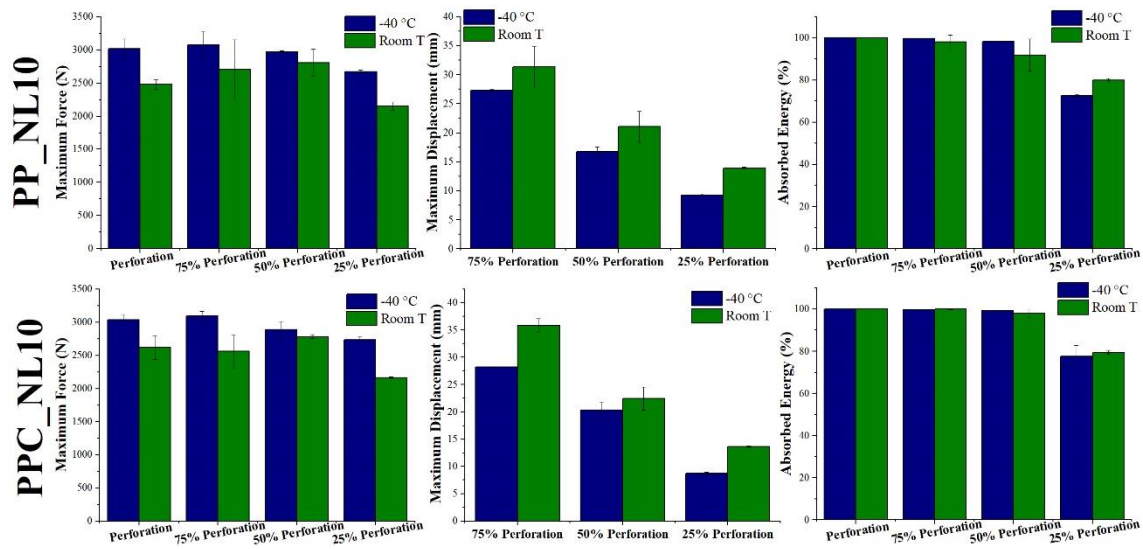 PP_NL10
Maximum Force (N)
3500
3000
2500
2000
1500
1000
500
0
-40 °C
Room T
Perforation
75% Perforation
50% Perforation
25% Perforation
Maximum Displacement (mm)
40
35
30
25
20
15
10
5
0
-40 °C
Room T
75% Perforation
50% Perforation
25% Perforation
Absorbed Energy (%)
100
80
60
40
20
0
-40 °C
Room T
Perforation
75% Perforation
50% Perforation
25% Perforation
PPC_NL10
Maximum Force (N)
3500
3000
2500
2000
1500
1000
500
0
-40 °C
Room T
Perforation
75% Perforation
50% Perforation
25% Perforation
Maximum Displacement (mm)
40
35
30
25
20
15
10
5
0
-40 °C
Room T
75% Perforation
50% Perforation
25% Perforation
Absorbed Energy (%)
100
80
60
40
20
0
-40 °C
Room T
Perforation
75% Perforation
50% Perforation
25% Perforation